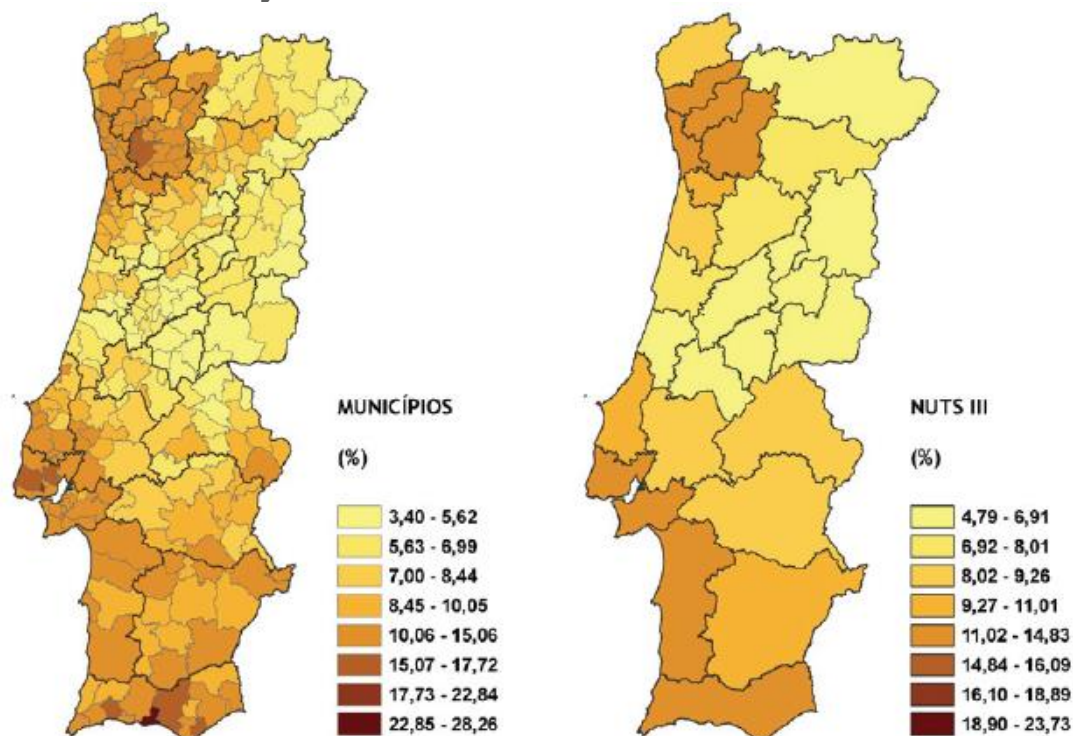 MUNICÍPIOS
(%)
3,40 - 5,62
5,63 - 6,99
7,00 - 8,44
8,45 - 10,05
10,06 - 15,06
15,07 - 17,72
17,73 - 22,84
22,85 - 28,26
NUTS III
(%)
4,79 - 6,91
6,92 - 8,01
8,02 - 9,26
9,27 - 11,01
11,02 - 14,83
14,84 - 16,09
16,10 - 18,89
18,90 - 23,73